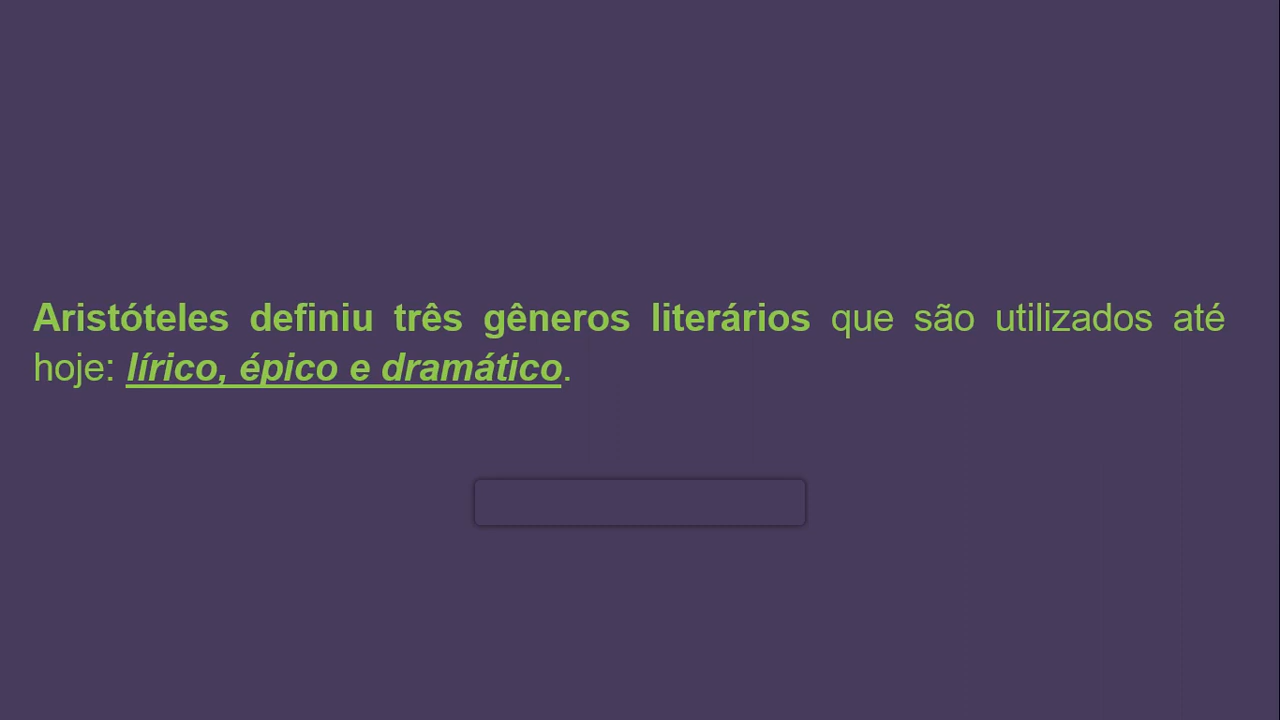 Aristóteles definiu três gêneros literários que são utilizados até
hoje: lírico, épico e dramático.